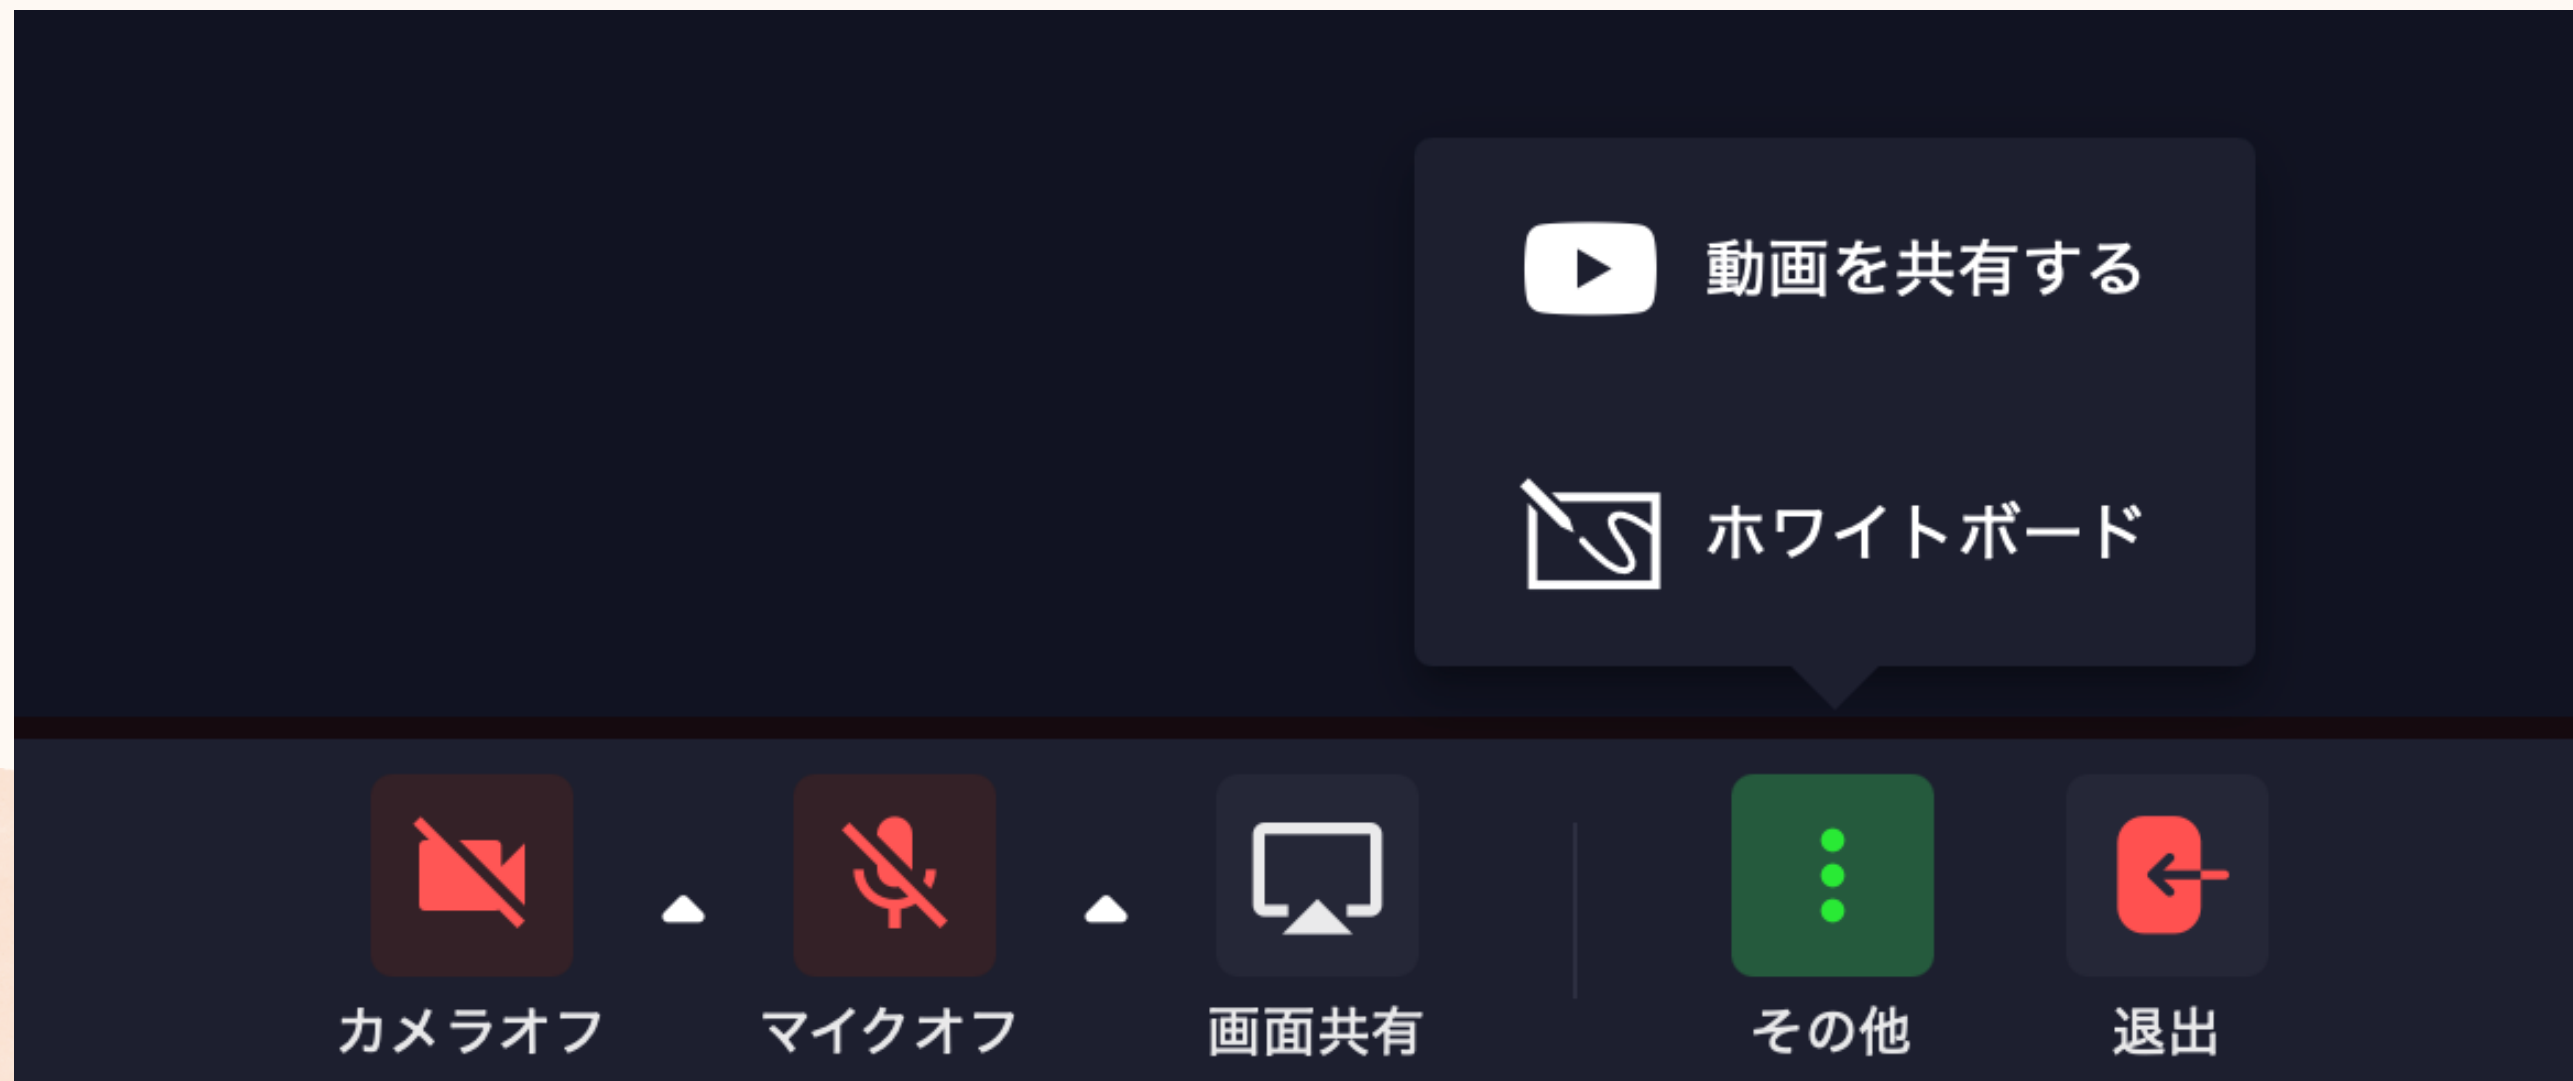 動画を共有する
ホワイトボード
カメラオフ
マイクオフ
画面共有
その他
退出